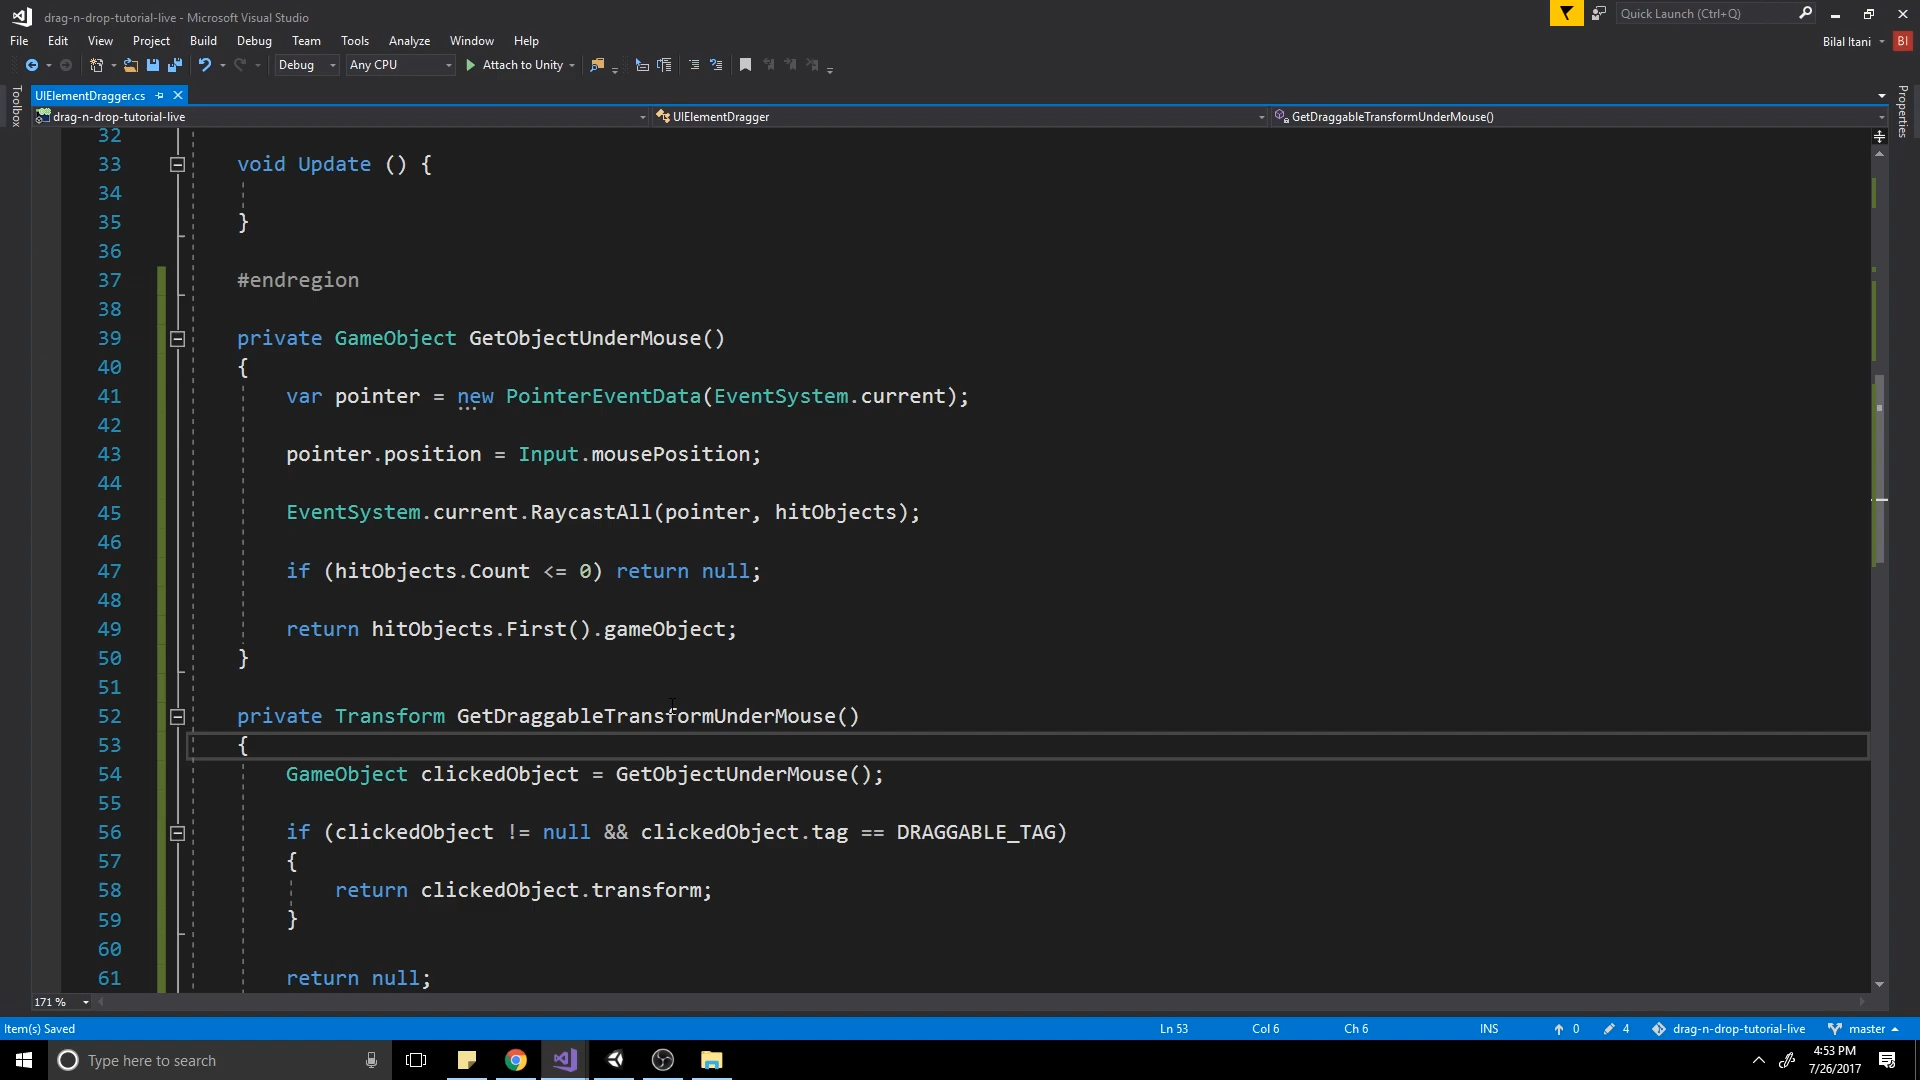 drag-n-drop-tutorial-live - Microsoft Visual Studio
Quick Launch (Ctrl+Q)
File Edit View Project Build Debug Team Tools Analyze Window Help
Bilal Itani BI
Debug Any CPU Attach to Unity
Toolbox
UIElementDragger.cs
Properties
drag-n-drop-tutorial-live UIElementDragger GetDraggableTransformUnderMouse()
32
33 void Update () {
34
35 }
36
37 #endregion
38
39 private GameObject GetObjectUnderMouse()
40 {
41 var pointer = new PointerEventData(EventSystem.current);
42
43 pointer.position = Input.mousePosition;
44
45 EventSystem.current.RaycastAll(pointer, hitObjects);
46
47 if (hitObjects.Count <= 0) return null;
48
49 return hitObjects.First().gameObject;
50 }
51
52 private Transform GetDraggableTransformUnderMouse()
53 {
54 GameObject clickedObject = GetObjectUnderMouse();
55
56 if (clickedObject != null && clickedObject.tag == DRAGGABLE_TAG)
57 {
58 return clickedObject.transform;
59 }
60
61 return null;
171 %
Item(s) Saved Ln 53 Col 6 Ch 6 INS 0 4 drag-n-drop-tutorial-live master
Type here to search
4:53 PM
7/26/2017